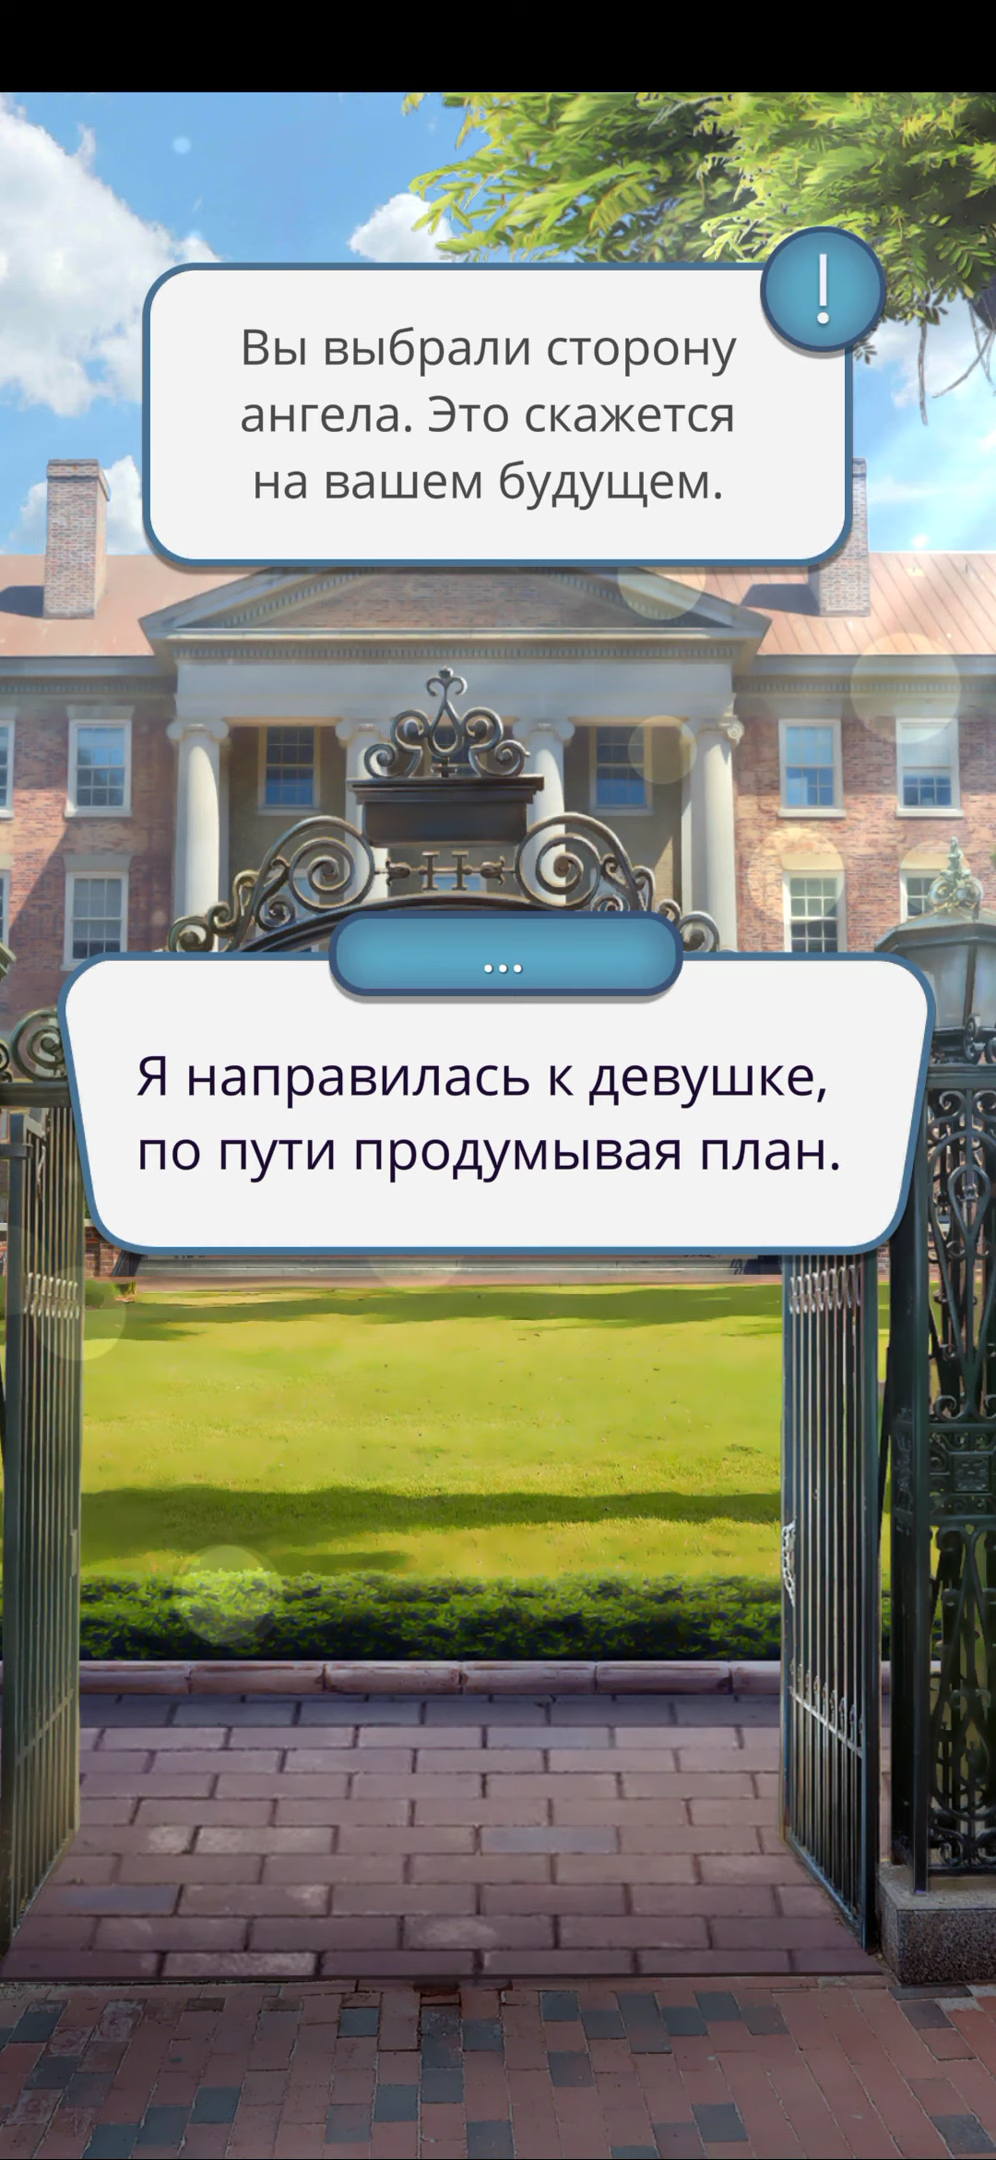 !
Вы выбрали сторону
ангела. Это скажется
на вашем будущем.
...
Я направилась к девушке,
по пути продумывая план.